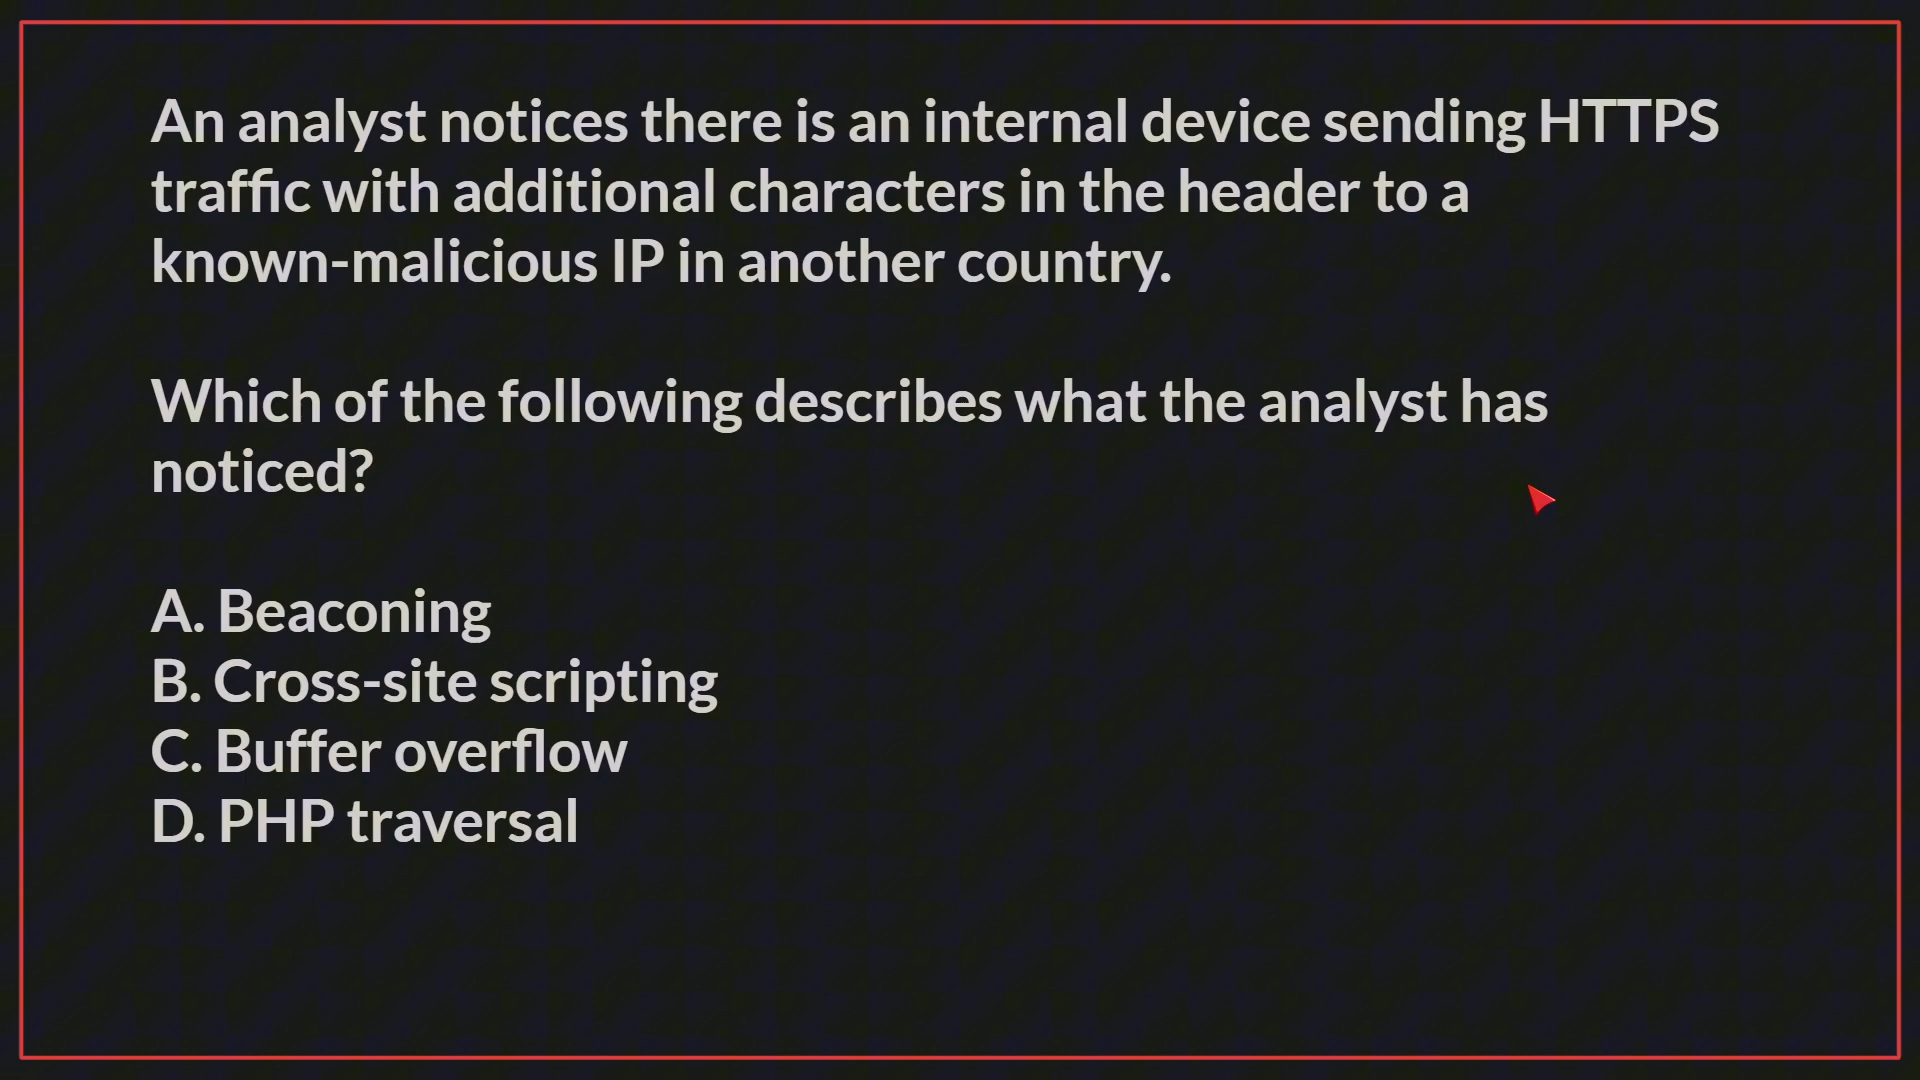 An analyst notices there is an internal device sending HTTPS
traffic with additional characters in the header to a
known-malicious IP in another country.
Which of the following describes what the analyst has
noticed?
A. Beaconing
B. Cross-site scripting
C. Buffer overflow
D. PHP traversal